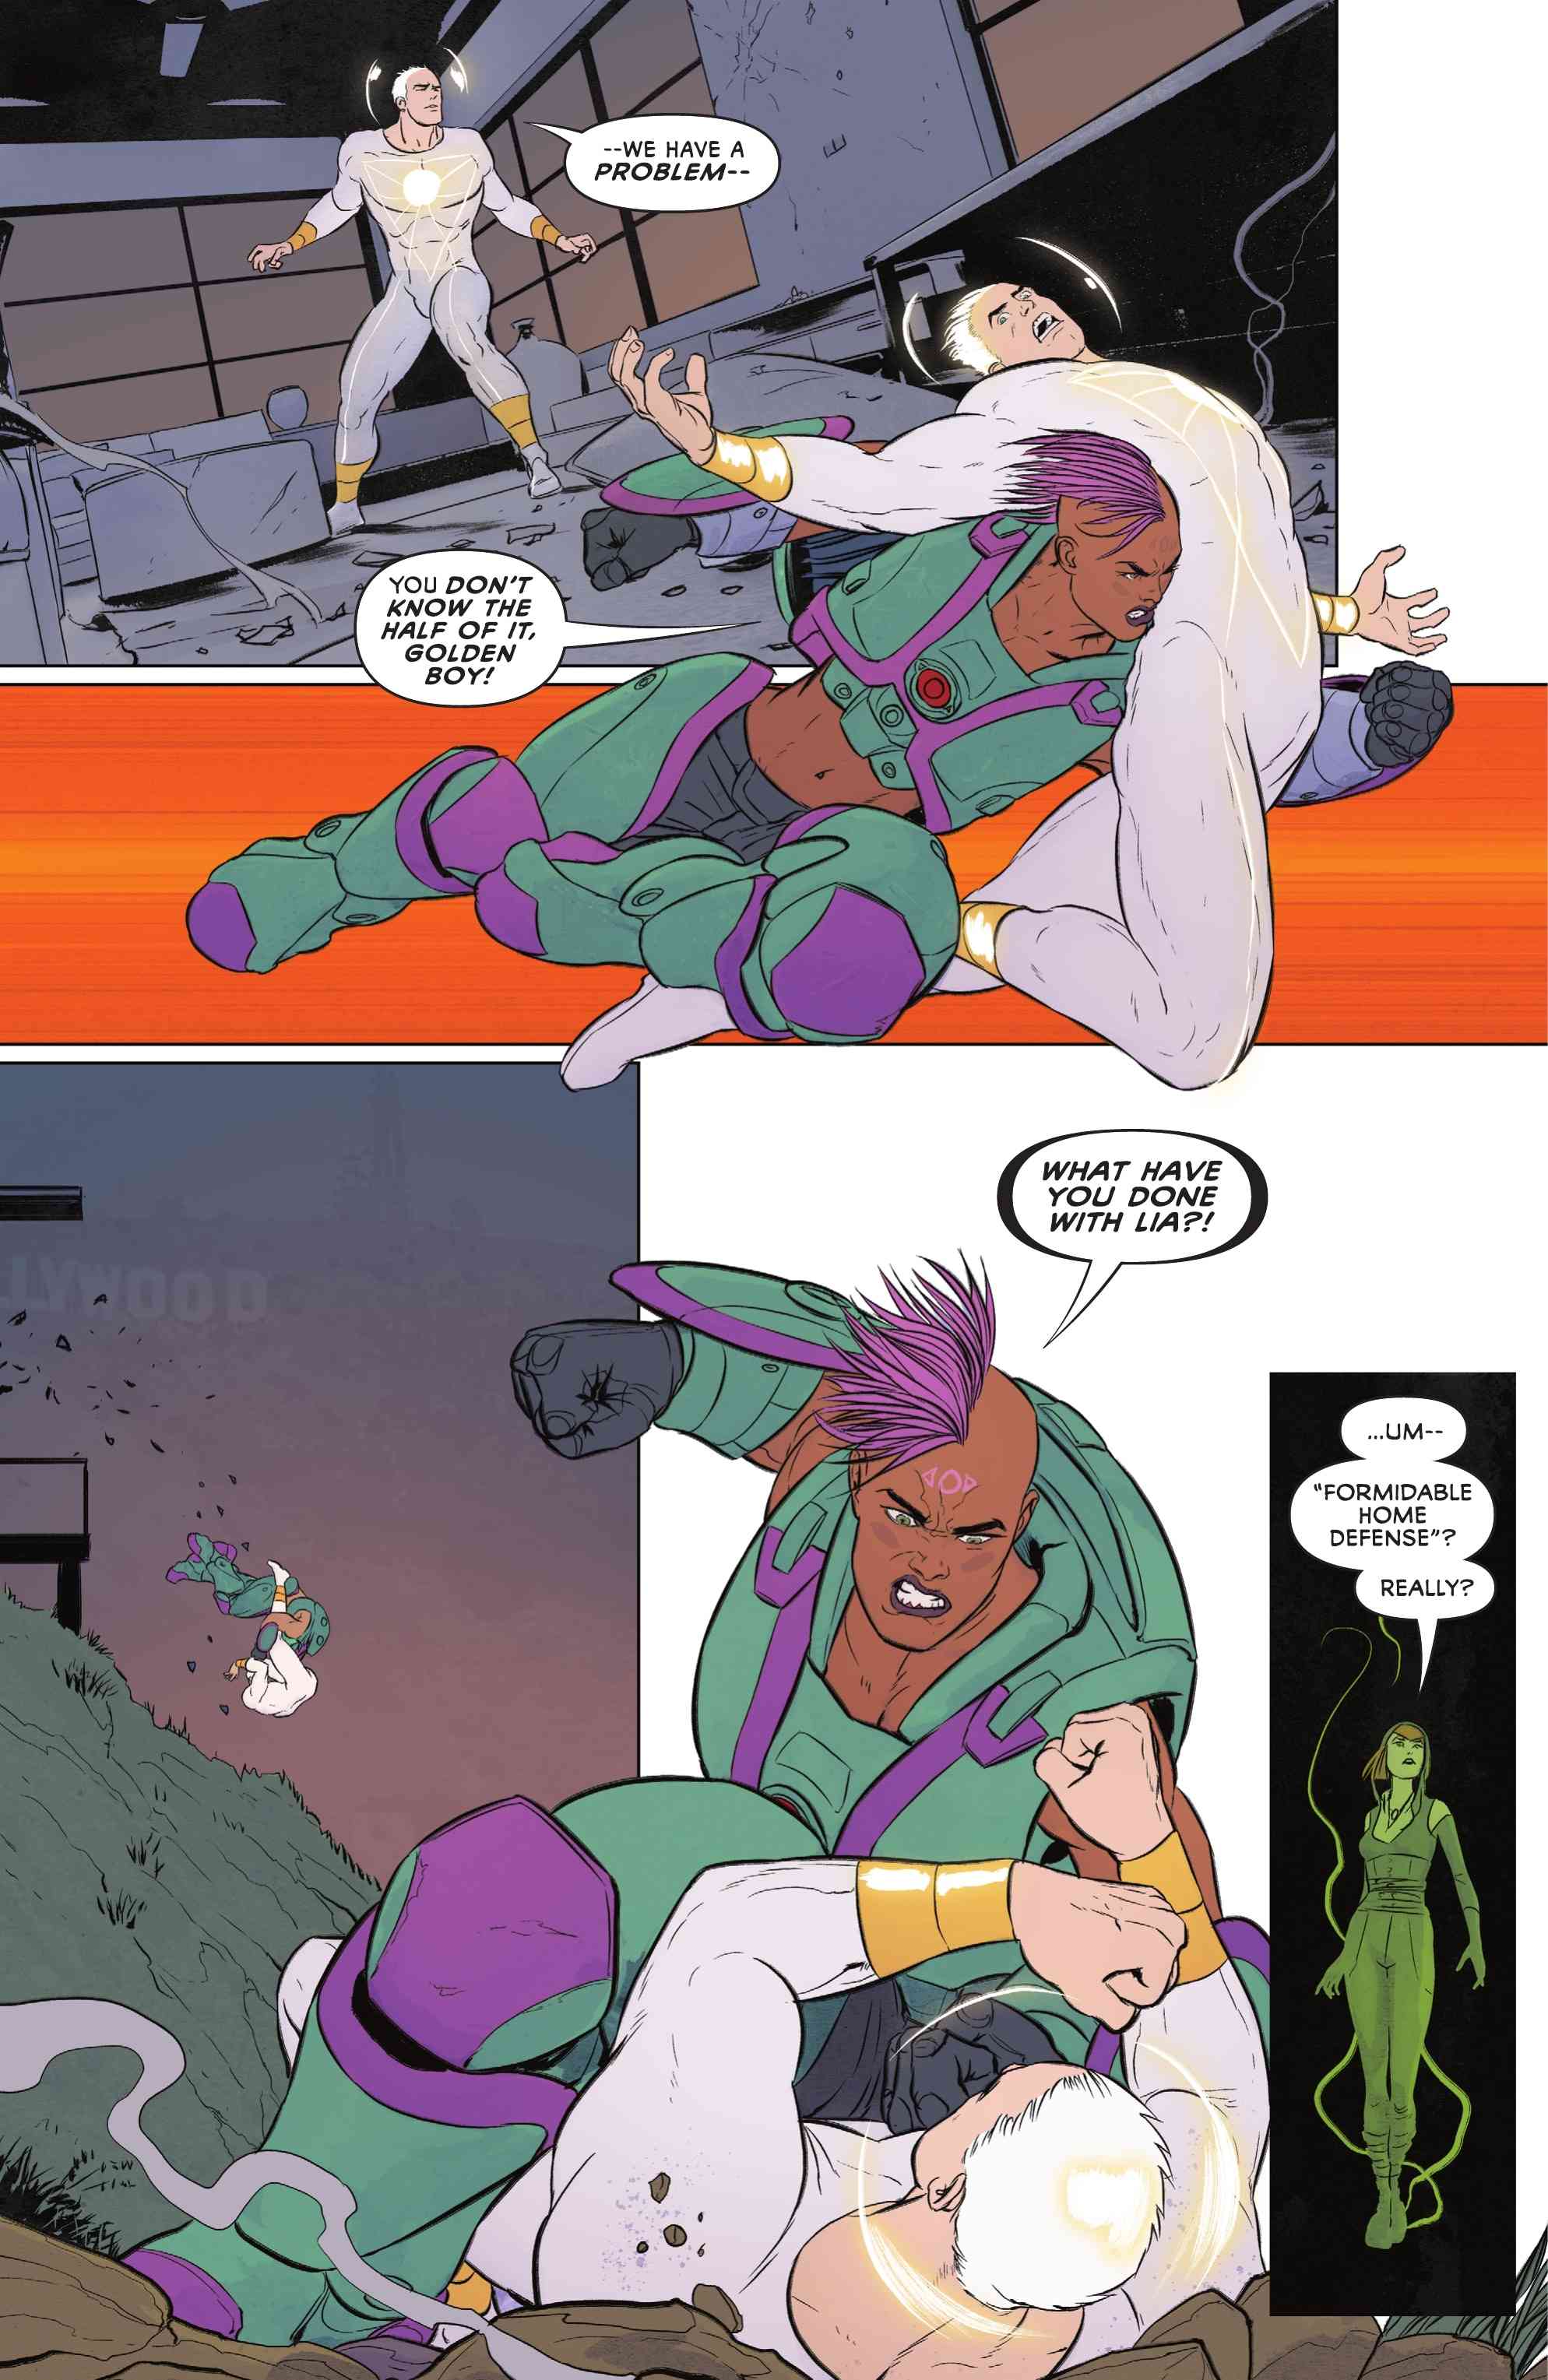 --WE HAVE A
PROBLEM--
YOU DON'T
KNOW THE
HALF OF IT,
GOLDEN
BOY!
LLYWOOD
WHAT HAVE
YOU DONE
WITH LIA?!
...UM--
"FORMIDABLE
HOME
DEFENSE"?
REALLY?